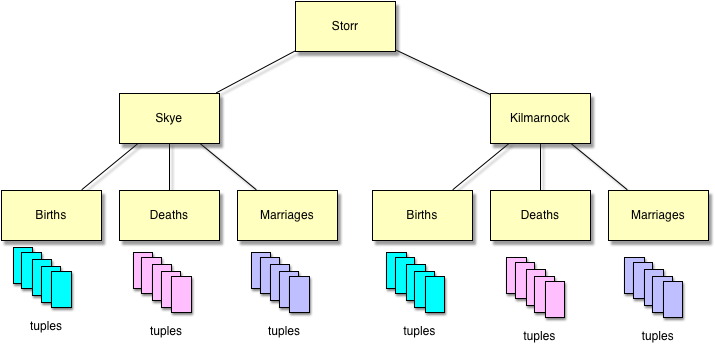 Storr
Skye
Kilmarnock
Births
Deaths
Marriages
Births
Deaths
Marriages
tuples
tuples
tuples
tuples
tuples
tuples